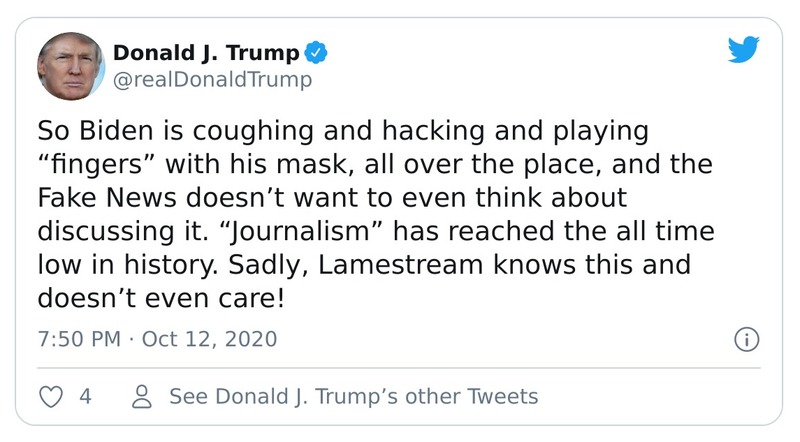 Donald J. Trump
@realDonaldTrump
So Biden is coughing and hacking and playing
“fingers” with his mask, all over the place, and the
Fake News doesn’t want to even think about
discussing it. “Journalism” has reached the all time
low in history. Sadly, Lamestream knows this and
doesn’t even care!
7:50 PM · Oct 12, 2020
4 See Donald J. Trump’s other Tweets